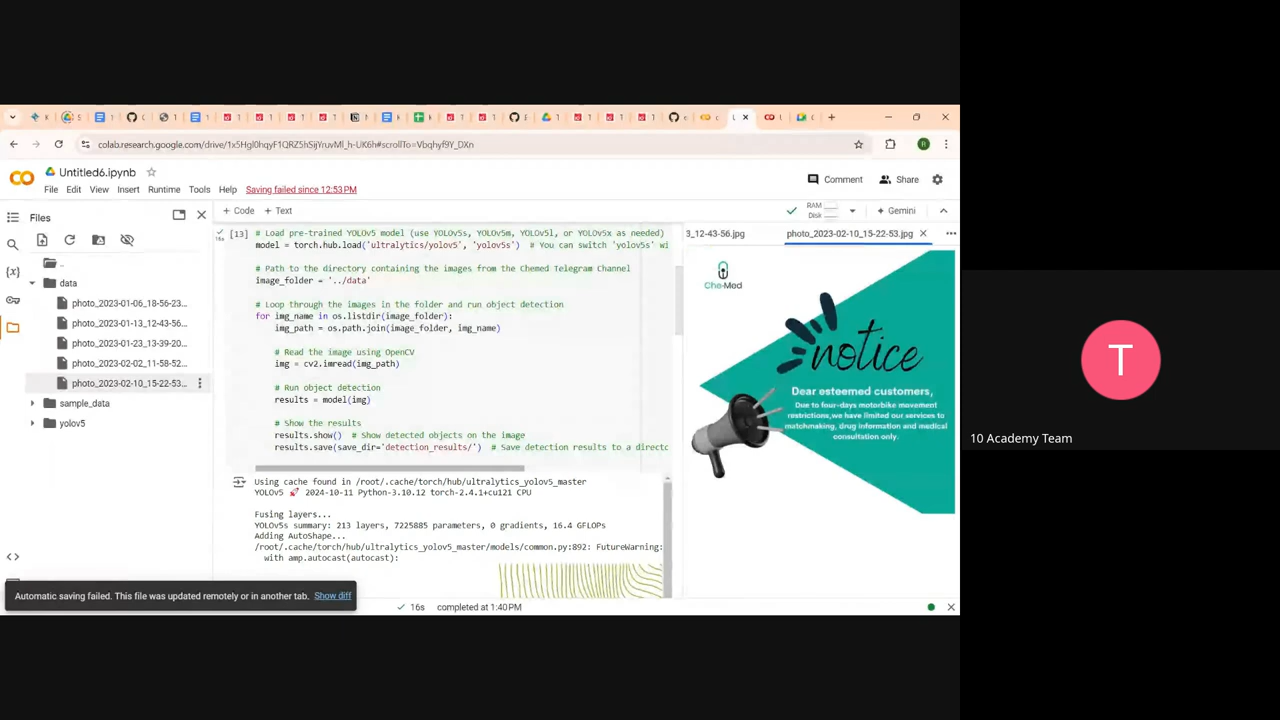 colab.research.google.com/drive/1x5Hgl0hqyF1QRZ5hSijYruvMl_h-UK6h#scrollTo=Vbqhyf9Y_DXn
R
Untitled6.ipynb
File Edit View Insert Runtime Tools Help Saving failed since 12:53PM
Comment Share
Files
+ Code + Text
RAM
Disk
Gemini
..
data
photo_2023-01-06_18-56-23...
photo_2023-01-13_12-43-56...
photo_2023-01-23_13-39-20...
photo_2023-02-02_11-58-52...
photo_2023-02-10_15-22-53...
sample_data
yolov5
[13]
16s
# Load pre-trained YOLOv5 model (use YOLOv5s, YOLOv5m, YOLOv5l, or YOLOv5x as needed)
model = torch.hub.load('ultralytics/yolov5', 'yolov5s') # You can switch 'yolov5s' wi
# Path to the directory containing the images from the Chemed Telegram Channel
image_folder = '../data'
# Loop through the images in the folder and run object detection
for img_name in os.listdir(image_folder):
img_path = os.path.join(image_folder, img_name)
# Read the image using OpenCV
img = cv2.imread(img_path)
# Run object detection
results = model(img)
# Show the results
results.show() # Show detected objects on the image
results.save(save_dir='detection_results/') # Save detection results to a directo
Using cache found in /root/.cache/torch/hub/ultralytics_yolov5_master
YOLOv5 🚀 2024-10-11 Python-3.10.12 torch-2.4.1+cu121 CPU
Fusing layers...
YOLOv5s summary: 213 layers, 7225885 parameters, 0 gradients, 16.4 GFLOPs
Adding AutoShape...
/root/.cache/torch/hub/ultralytics_yolov5_master/models/common.py:892: FutureWarning:
with amp.autocast(autocast):
3_12-43-56.jpg
photo_2023-02-10_15-22-53.jpg
Che-Med
notice
Dear esteemed customers,
Due to four-days motorbike movement
restrictions,we have limited our services to
matchmaking, drug information and medical
consultation only.
Automatic saving failed. This file was updated remotely or in another tab. Show diff
16s completed at 1:40PM
T
10 Academy Team